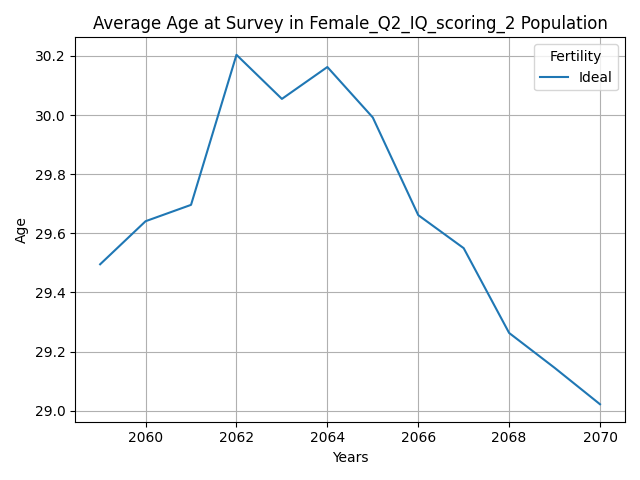 Average Age at Survey in Female_Q2_IQ_scoring_2 Population
Fertility
Ideal
30.2
30.0
29.8
29.6
29.4
29.2
29.0
Age
2060 2062 2064 2066 2068 2070
Years